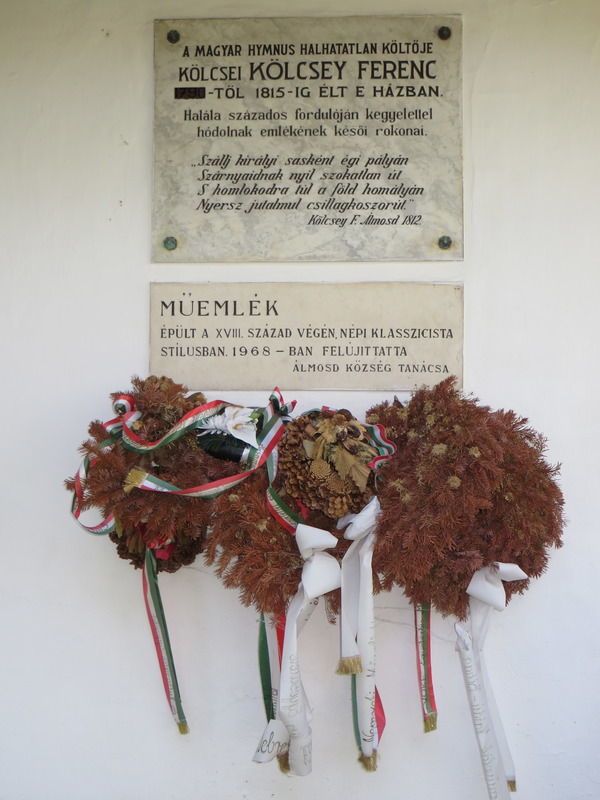 A MAGYAR HYMNUS HALHATATLAN KÖLTŐJE
KÖLCSEI KÖLCSEY FERENC
-TŐL 1815-IG ÉLT E HÁZBAN.
Halála százados fordulóján kegyelettel
hódolnak emlékének késői rokonai.
„Szállj királyi sasként égi pályán
Szárnyaidnak nyíl szokatlan út
S homlokodra túl a föld homályán
Nyersz jutalmul csillagkoszorút."
Kölcsey F. Álmosd 1812.
MŰEMLÉK
ÉPÜLT A XVIII. SZÁZAD VÉGÉN, NÉPI KLASSZICISTA
STÍLUSBAN. 1968 – BAN FELÚJITTATTA
ÁLMOSD KÖZSÉG TANÁCSA